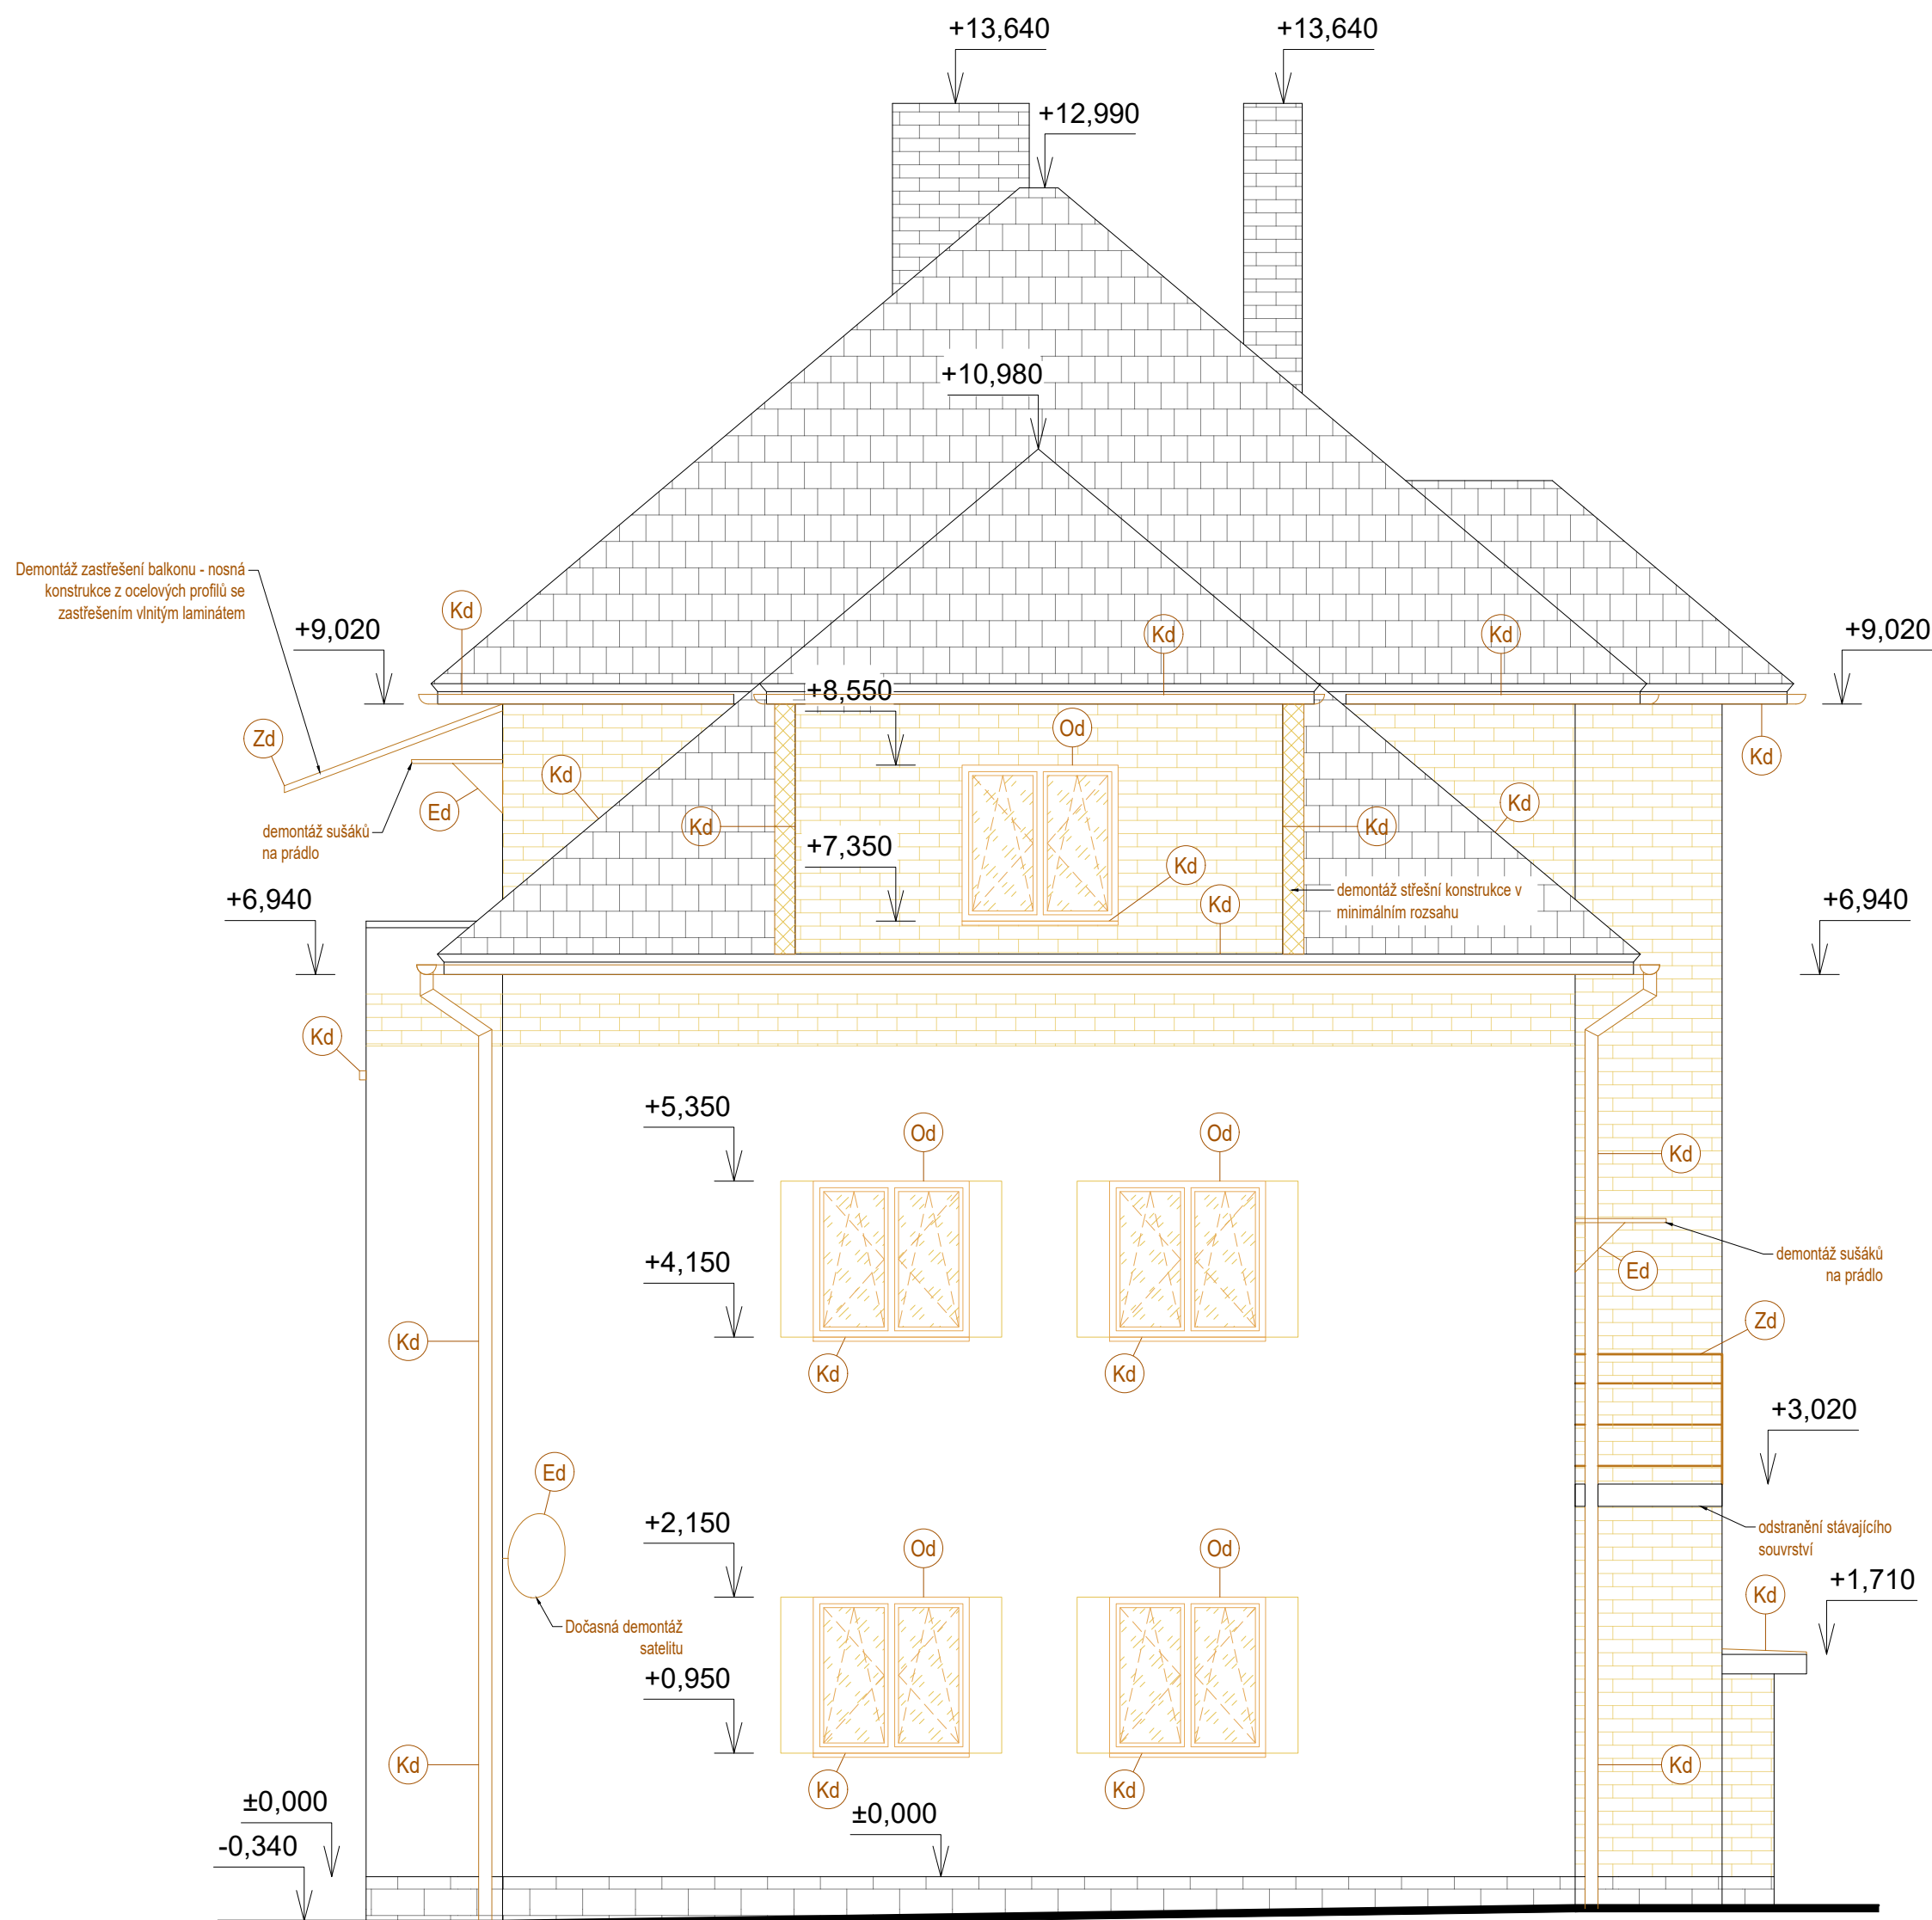 +13,640
+13,640
+12,990
+10,980
Demontáž zastřešení balkonu - nosná
konstrukce z ocelových profilů se
zastřešením vlnitým laminátem
Kd
+9,020
Kd
Kd
+9,020
+8,550
Zd
Od
Kd
Kd
Ed
Kd
Kd
Kd
demontáž sušáků
na prádlo
+7,350
Kd
demontáž střešní konstrukce v
minimálním rozsahu
+6,940
Kd
+6,940
Kd
+5,350
Od
Od
Kd
+4,150
demontáž sušáků
na prádlo
Ed
Zd
Kd
Kd
Kd
+3,020
Ed
+2,150
Od
Od
odstranění stávajícího
souvrství
+1,710
Kd
Dočasná demontáž
satelitu
+0,950
Kd
Kd
Kd
Kd
±0,000
±0,000
-0,340